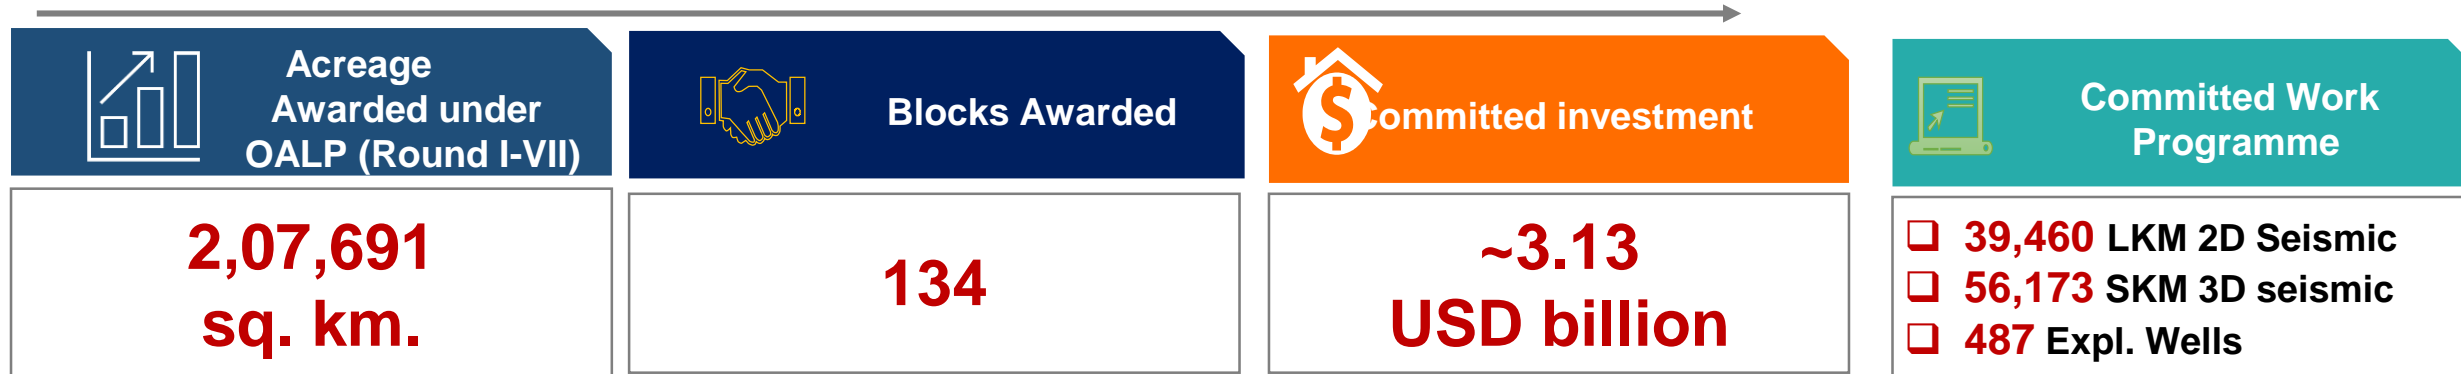 Acreage
Awarded under
OALP (Round I-VII)
2,07,691
sq. km.
Blocks Awarded
134
Committed investment
~3.13
USD billion
Committed Work
Programme
39,460 LKM 2D Seismic
56,173 SKM 3D seismic
487 Expl. Wells